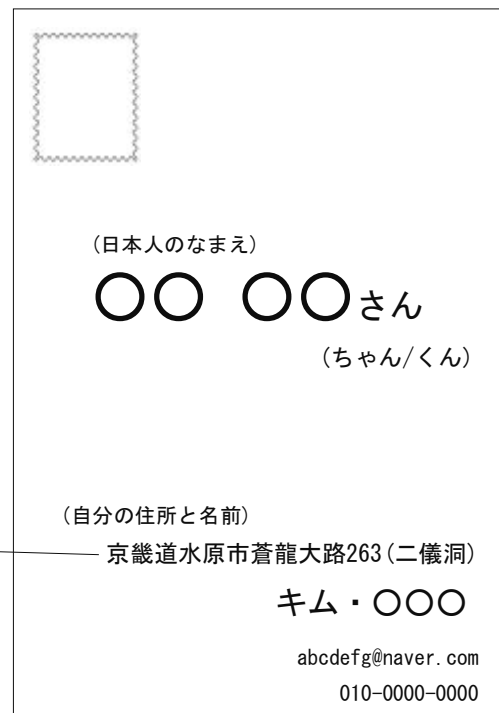 (日本人のなまえ)
〇〇 〇〇さん
(ちゃん/くん)
(自分の住所と名前)
京畿道水原市蒼龍大路263(二儀洞)
キム・〇〇〇
abcdefg@naver.com
010-0000-0000